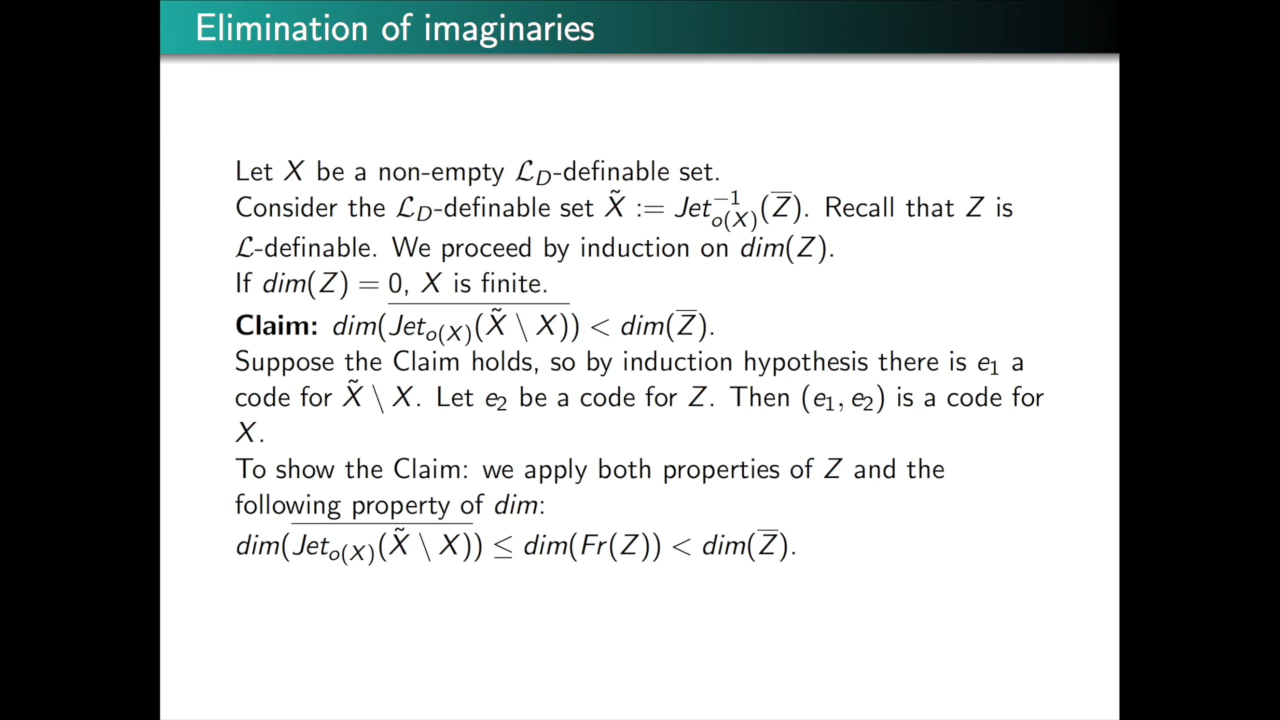 Elimination of imaginaries
Let X be a non-empty ℒ_D-definable set.
Consider the ℒ_D-definable set X̃ := Jet^{-1}_{o(X)}(Z̅). Recall that Z is
ℒ-definable. We proceed by induction on dim(Z).
If dim(Z) = 0, X is finite.
Claim: dim(\overline{Jet_{o(X)}(X̃ \ X)}) < dim(Z̅).
Suppose the Claim holds, so by induction hypothesis there is e₁ a
code for X̃ \ X. Let e₂ be a code for Z. Then (e₁, e₂) is a code for
X.
To show the Claim: we apply both properties of Z and the
following property of dim:
dim(\overline{Jet_{o(X)}(X̃ \ X)}) ≤ dim(Fr(Z)) < dim(Z̅).